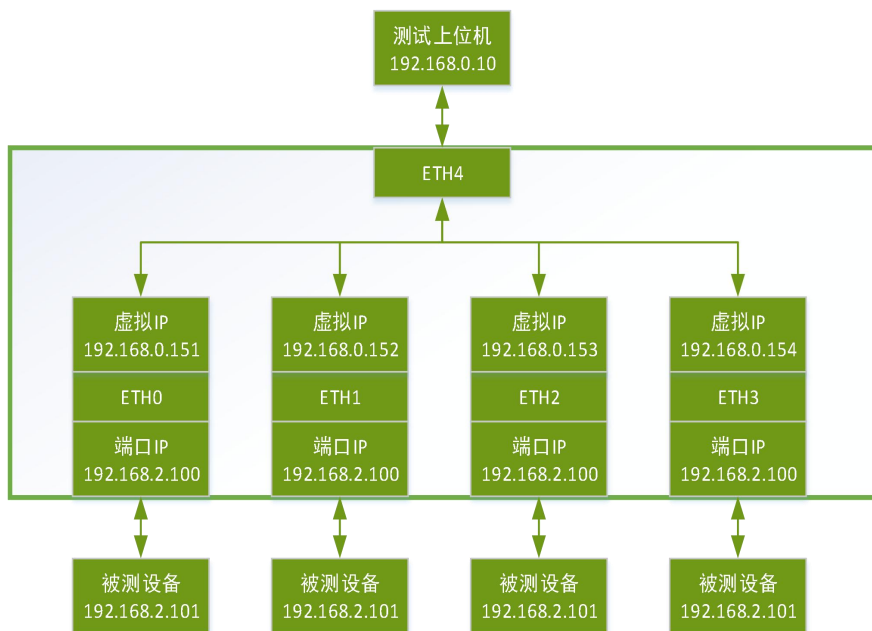 测试上位机
192.168.0.10
ETH4
虚拟IP
192.168.0.151
ETH0
端口IP
192.168.2.100
被测设备
192.168.2.101
虚拟IP
192.168.0.152
ETH1
端口IP
192.168.2.100
被测设备
192.168.2.101
虚拟IP
192.168.0.153
ETH2
端口IP
192.168.2.100
被测设备
192.168.2.101
虚拟IP
192.168.0.154
ETH3
端口IP
192.168.2.100
被测设备
192.168.2.101